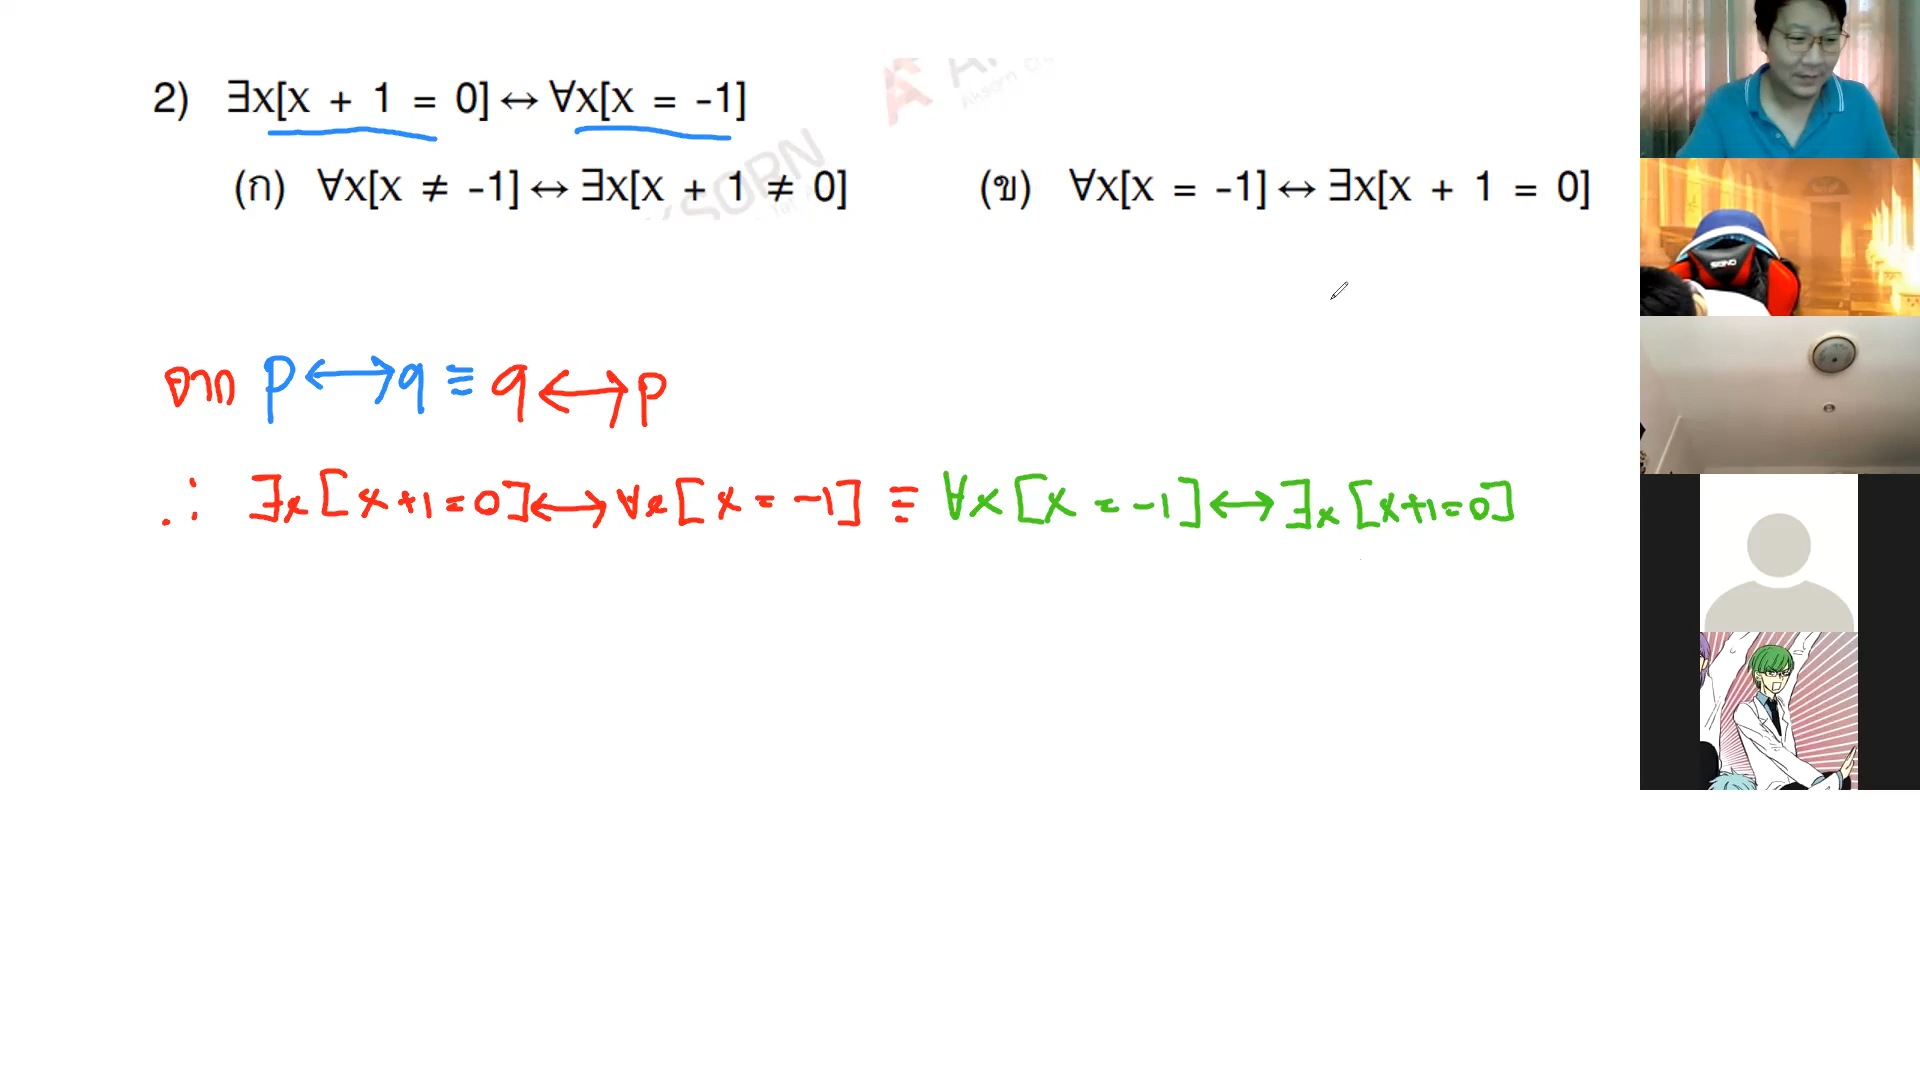 2) ∃x[x + 1 = 0] ↔ ∀x[x = -1]
(ก) ∀x[x ≠ -1] ↔ ∃x[x + 1 ≠ 0] (ข) ∀x[x = -1] ↔ ∃x[x + 1 = 0]
จาก p ↔ q ≡ q ↔ p
∴ ∃x [x+1=0] ↔ ∀x [x = -1] ≡ ∀x [x = -1] ↔ ∃x [x+1=0]